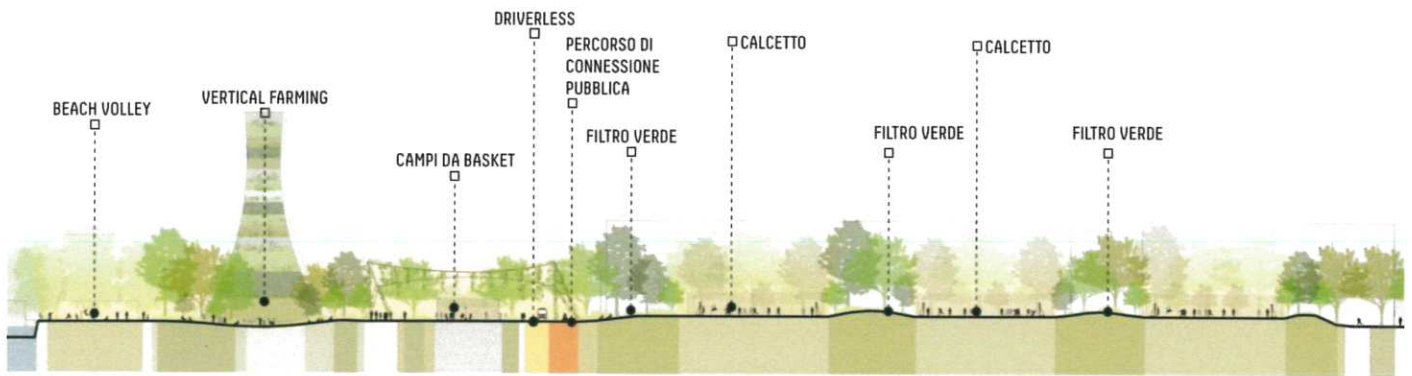 BEACH VOLLEY
VERTICAL FARMING
CAMPI DA BASKET
DRIVERLESS
PERCORSO DI
CONNESSIONE
PUBBLICA
FILTRO VERDE
CALCETTO
FILTRO VERDE
CALCETTO
FILTRO VERDE